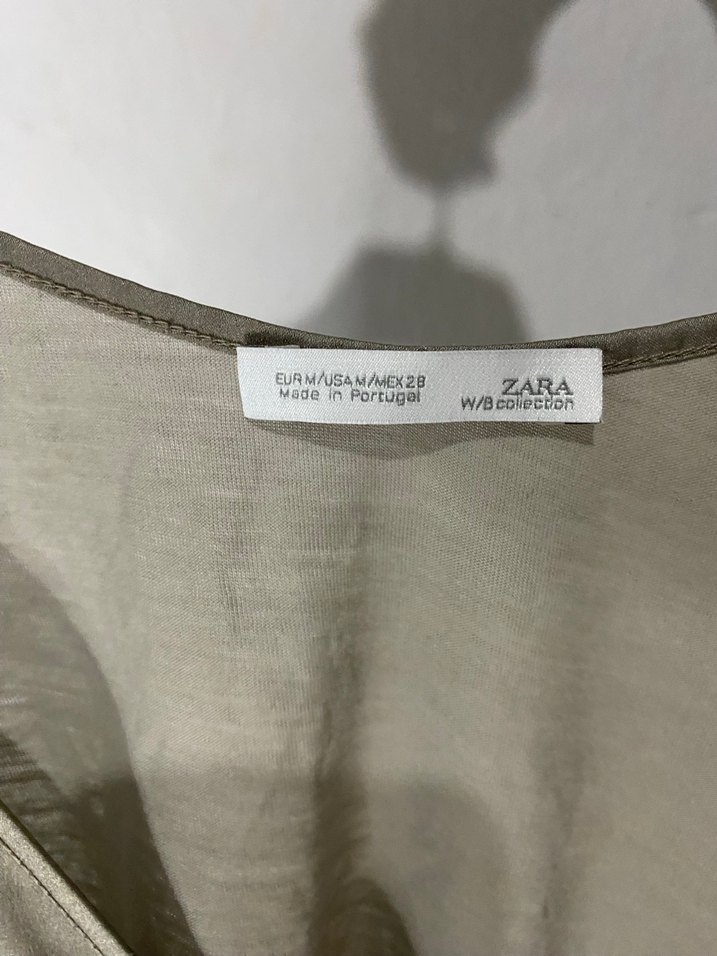 EUR M/USA M/MEX 28
Made in Portugal
ZARA
W/B collection